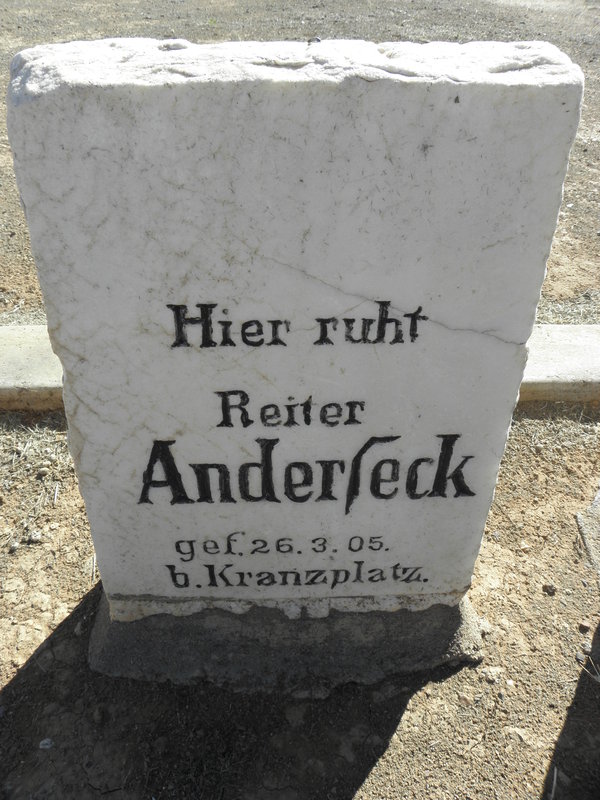 Hier ruht
Reiter
Anderſeck
gef. 26. 3. 05.
b. Kranzplatz.